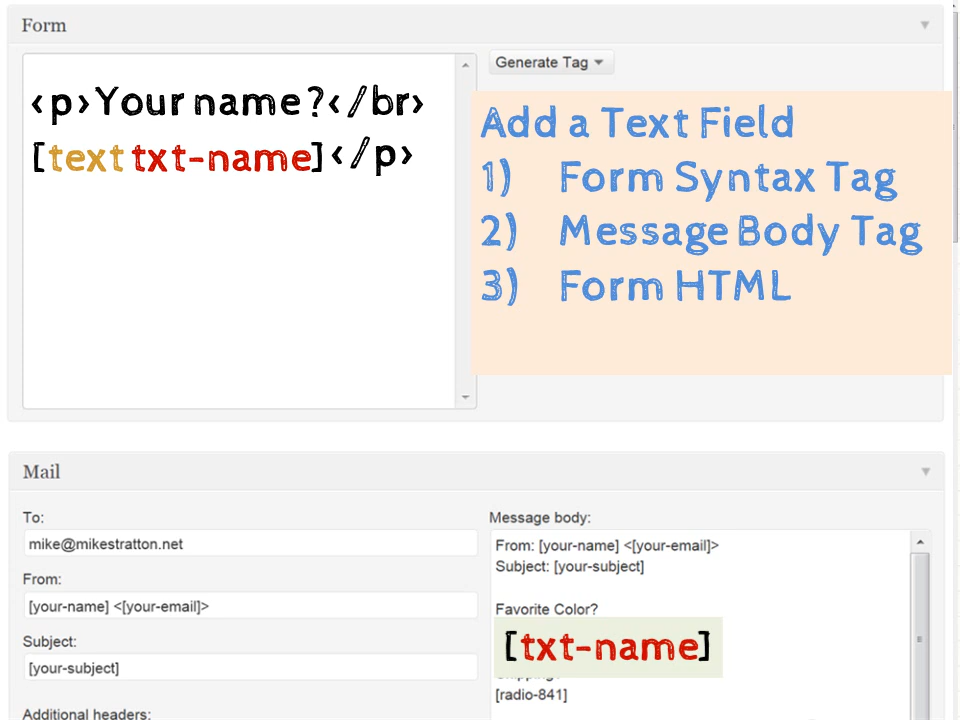 Form
<p>Your name?</br>
[text txt-name]</p>
Generate Tag
Add a Text Field
1) Form Syntax Tag
2) Message Body Tag
3) Form HTML
Mail
To:
mike@mikestratton.net
From:
[your-name] <[your-email]>
Subject:
[your-subject]
Additional headers:
Message body:
From: [your-name] <[your-email]>
Subject: [your-subject]
Favorite Color?
[txt-name]
[radio-841]